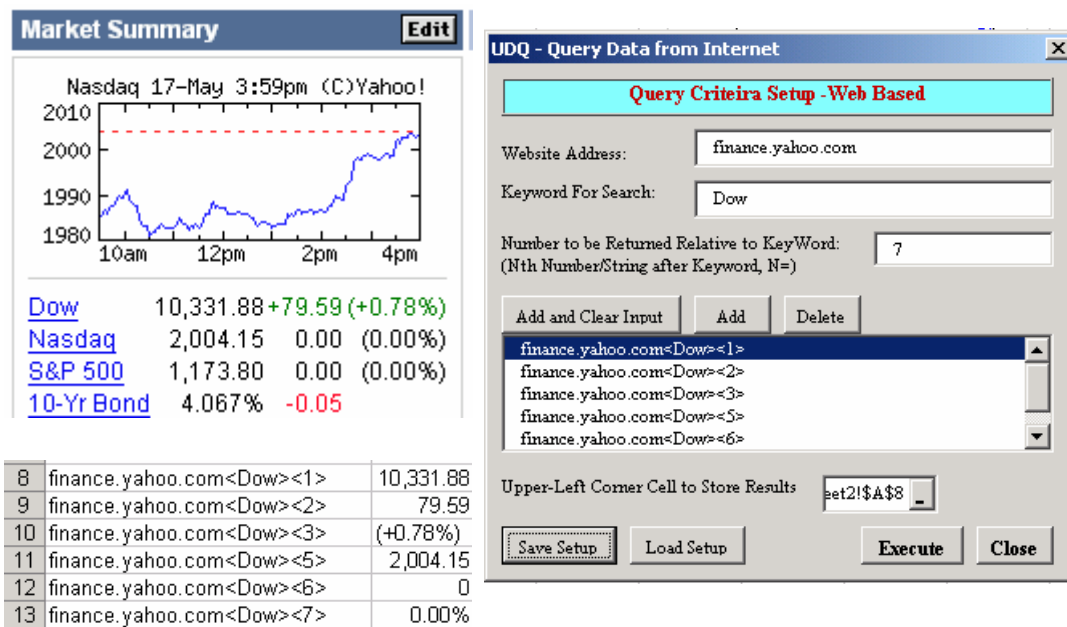 Market Summary Edit
Nasdaq 17-May 3:59pm (C)Yahoo!
2010
2000
1990
1980
10am 12pm 2pm 4pm
Dow 10,331.88 +79.59 (+0.78%)
Nasdaq 2,004.15 0.00 (0.00%)
S&P 500 1,173.80 0.00 (0.00%)
10-Yr Bond 4.067% -0.05
8 finance.yahoo.com<Dow><1> 10,331.88
9 finance.yahoo.com<Dow><2> 79.59
10 finance.yahoo.com<Dow><3> (+0.78%)
11 finance.yahoo.com<Dow><5> 2,004.15
12 finance.yahoo.com<Dow><6> 0
13 finance.yahoo.com<Dow><7> 0.00%
UDQ - Query Data from Internet
Query Criteira Setup -Web Based
Website Address: finance.yahoo.com
Keyword For Search: Dow
Number to be Returned Relative to KeyWord: 7
(Nth Number/String after Keyword, N=)
Add and Clear Input Add Delete
finance.yahoo.com<Dow><1>
finance.yahoo.com<Dow><2>
finance.yahoo.com<Dow><3>
finance.yahoo.com<Dow><5>
finance.yahoo.com<Dow><6>
Upper-Left Corner Cell to Store Results eet2!$A$8
Save Setup Load Setup Execute Close